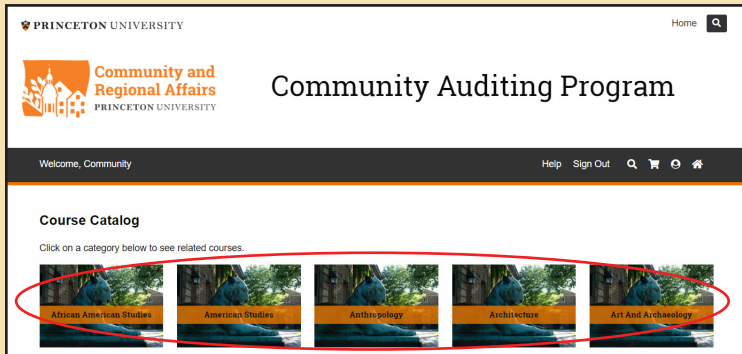 PRINCETON UNIVERSITY
Home
Community and
Regional Affairs
PRINCETON UNIVERSITY
Community Auditing Program
Welcome, Community
Help Sign Out
Course Catalog
Click on a category below to see related courses.
African American Studies
American Studies
Anthropology
Architecture
Art And Archaeology